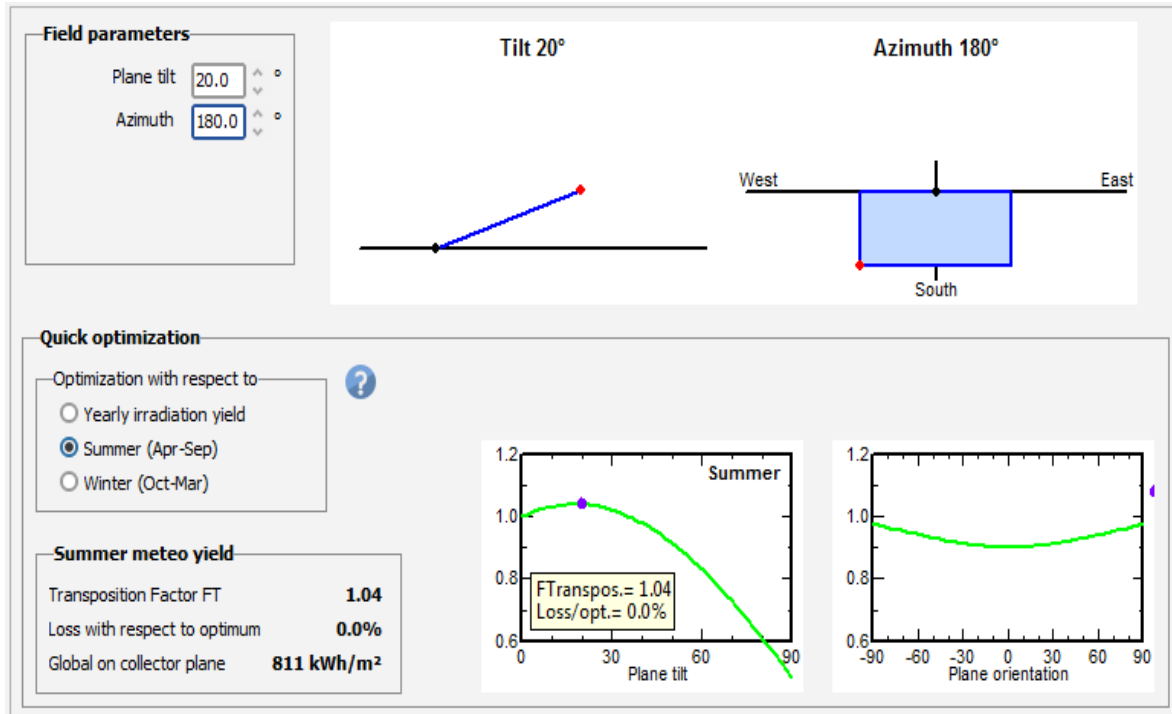 Field parameters
Plane tilt 20.0 °
Azimuth 180.0 °
Tilt 20°
Azimuth 180°
West
East
South
Quick optimization
Optimization with respect to
Yearly irradiation yield
Summer (Apr-Sep)
Winter (Oct-Mar)
?
Summer meteo yield
Transposition Factor FT 1.04
Loss with respect to optimum 0.0%
Global on collector plane 811 kWh/m²
1.2
Summer
1.0
0.8
FTranspos.= 1.04
Loss/opt.= 0.0%
0.6
0 30 60 90
Plane tilt
1.2
1.0
0.8
0.6
-90 -60 -30 0 30 60 90
Plane orientation